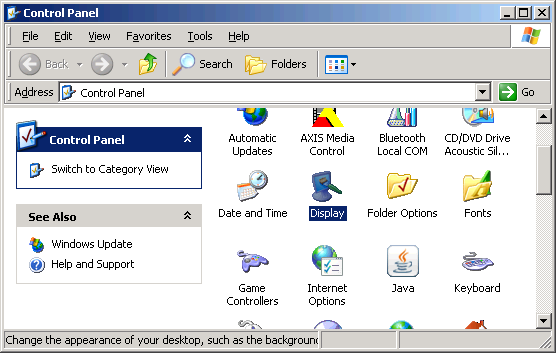 Control Panel
File Edit View Favorites Tools Help
Back Search Folders
Address Control Panel Go
Control Panel
Switch to Category View
See Also
Windows Update
Help and Support
Automatic Updates
AXIS Media Control
Bluetooth Local COM
CD/DVD Drive Acoustic Sil...
Date and Time
Display
Folder Options
Fonts
Game Controllers
Internet Options
Java
Keyboard
Change the appearance of your desktop, such as the background